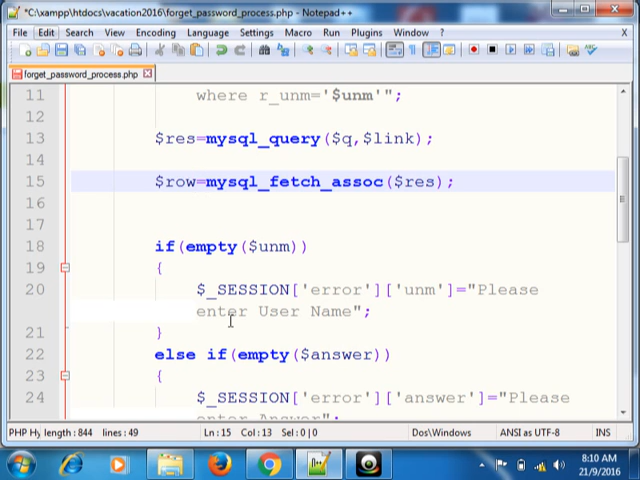 *C:\xampp\htdocs\vacation2016\forget_password_process.php - Notepad++
File Edit Search View Encoding Language Settings Macro Run Plugins Window ? X
forget_password_process.php
11 where r_unm='$unm'";
12
13 $res=mysql_query($q,$link);
14
15 $row=mysql_fetch_assoc($res);
16
17
18 if(empty($unm))
19 {
20 $_SESSION['error']['unm']="Please
enter User Name";
21 }
22 else if(empty($answer))
23 {
24 $_SESSION['error']['answer']="Please
enter Answer";
PHP Hy length : 844 lines : 49 Ln : 15 Col : 13 Sel : 0 | 0 Dos\Windows ANSI as UTF-8 INS
8:10 AM
21/9/2016